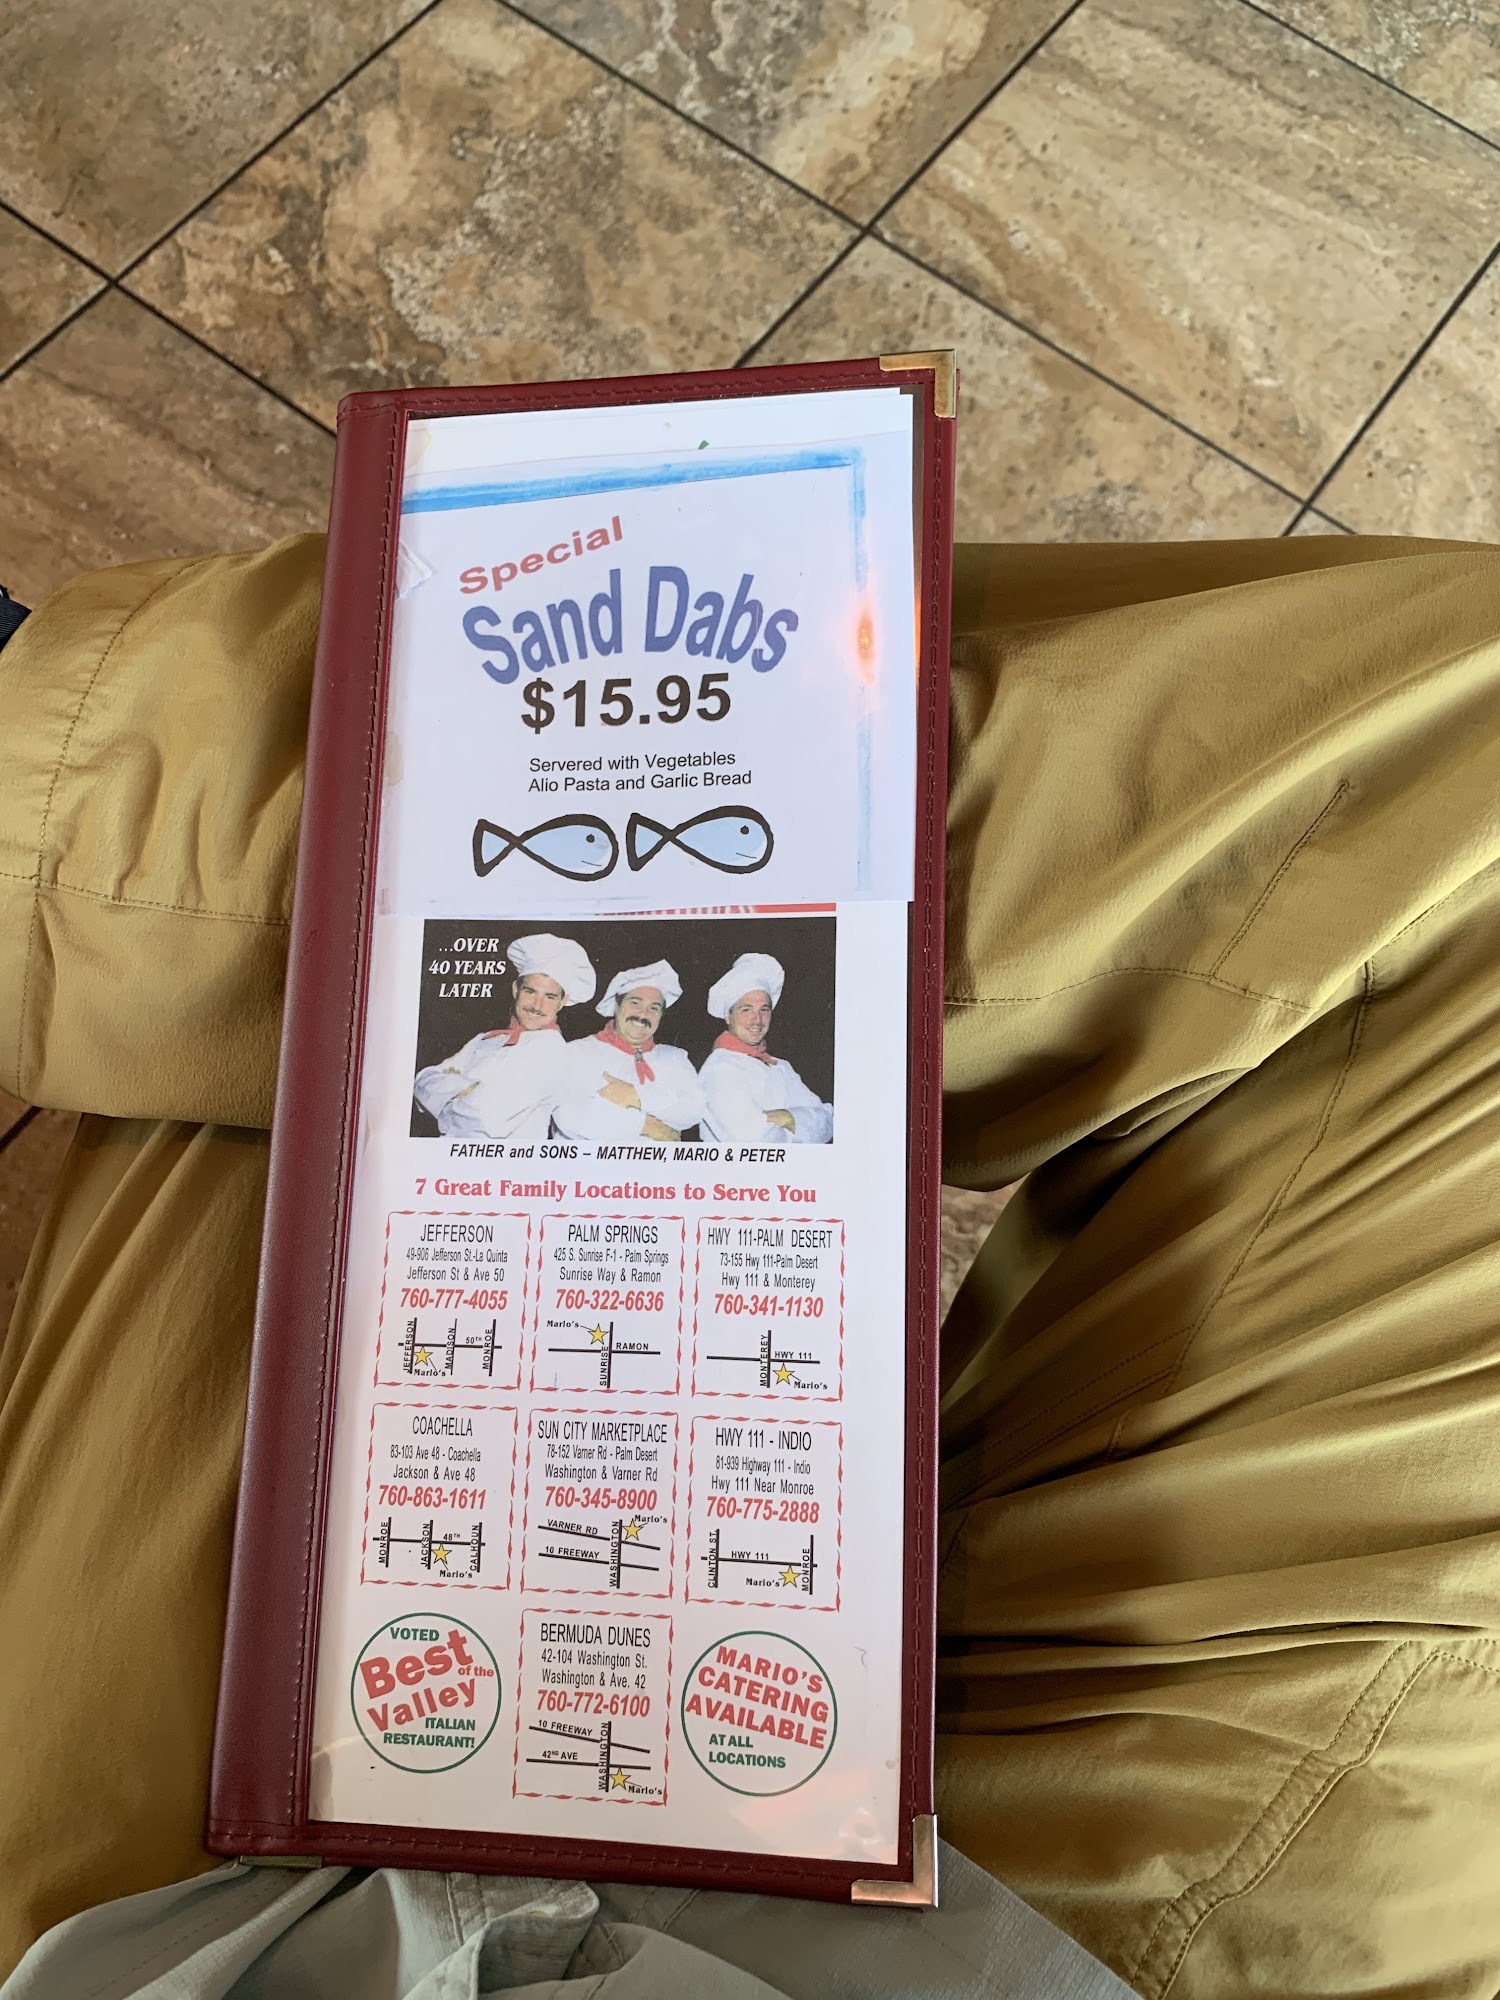 Special
Sand Dabs
$15.95
Servered with Vegetables
Alio Pasta and Garlic Bread
...OVER
40 YEARS
LATER
FATHER and SONS – MATTHEW, MARIO & PETER
7 Great Family Locations to Serve You
JEFFERSON
49-906 Jefferson St.-La Quinta
Jefferson St & Ave 50
760-777-4055
JEFFERSON
MADISON
50TH
MONROE
Mario's
PALM SPRINGS
425 S. Sunrise F-1 - Palm Springs
Sunrise Way & Ramon
760-322-6636
Mario's
RAMON
SUNRISE
HWY 111-PALM DESERT
73-155 Hwy 111-Palm Desert
Hwy 111 & Monterey
760-341-1130
MONTEREY
HWY 111
Mario's
COACHELLA
83-103 Ave 48 - Coachella
Jackson & Ave 48
760-863-1611
MONROE
JACKSON
48TH
CALHOUN
Mario's
SUN CITY MARKETPLACE
78-152 Varner Rd - Palm Desert
Washington & Varner Rd
760-345-8900
Mario's
VARNER RD
10 FREEWAY
WASHINGTON
HWY 111 - INDIO
81-939 Highway 111 - Indio
Hwy 111 Near Monroe
760-775-2888
CLINTON ST.
HWY 111
MONROE
Mario's
VOTED
Best
of the
Valley
ITALIAN
RESTAURANT!
BERMUDA DUNES
42-104 Washington St.
Washington & Ave. 42
760-772-6100
10 FREEWAY
42ND AVE
WASHINGTON
Mario's
MARIO'S
CATERING
AVAILABLE
AT ALL
LOCATIONS